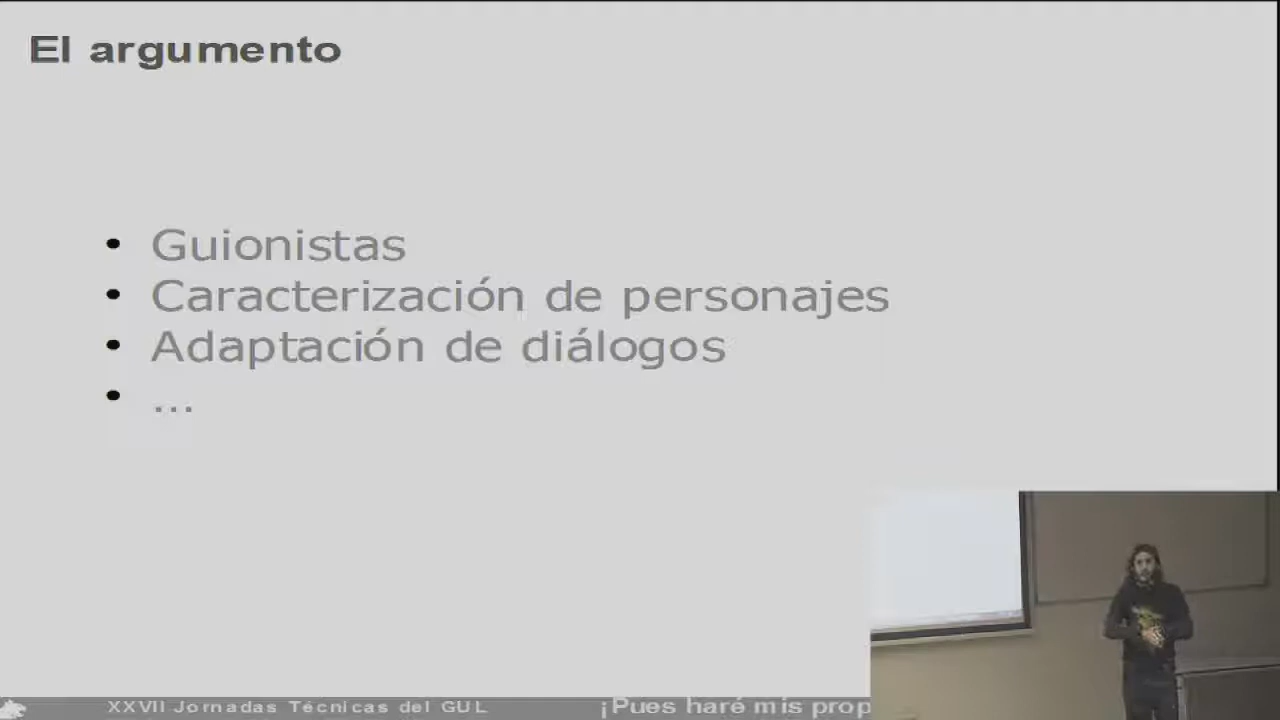 El argumento
• Guionistas
• Caracterización de personajes
• Adaptación de diálogos
• ...
XXVII Jornadas Técnicas del GUL
¡Pues haré mis prop